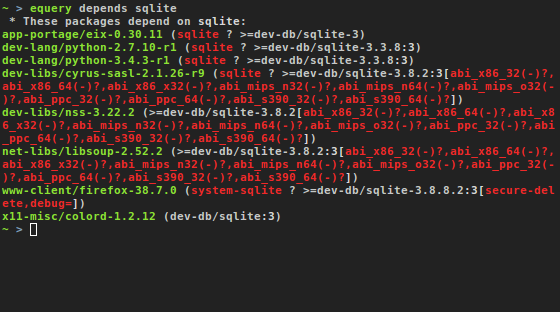 ~ > equery depends sqlite
 * These packages depend on sqlite:
app-portage/eix-0.30.11 (sqlite ? >=dev-db/sqlite-3)
dev-lang/python-2.7.10-r1 (sqlite ? >=dev-db/sqlite-3.3.8:3)
dev-lang/python-3.4.3-r1 (sqlite ? >=dev-db/sqlite-3.3.8:3)
dev-libs/cyrus-sasl-2.1.26-r9 (sqlite ? >=dev-db/sqlite-3.8.2:3[abi_x86_32(-)?,
abi_x86_64(-)?,abi_x86_x32(-)?,abi_mips_n32(-)?,abi_mips_n64(-)?,abi_mips_o32(-
)?,abi_ppc_32(-)?,abi_ppc_64(-)?,abi_s390_32(-)?,abi_s390_64(-)?])
dev-libs/nss-3.22.2 (>=dev-db/sqlite-3.8.2[abi_x86_32(-)?,abi_x86_64(-)?,abi_x8
6_x32(-)?,abi_mips_n32(-)?,abi_mips_n64(-)?,abi_mips_o32(-)?,abi_ppc_32(-)?,abi
_ppc_64(-)?,abi_s390_32(-)?,abi_s390_64(-)?])
net-libs/libsoup-2.52.2 (>=dev-db/sqlite-3.8.2:3[abi_x86_32(-)?,abi_x86_64(-)?,
abi_x86_x32(-)?,abi_mips_n32(-)?,abi_mips_n64(-)?,abi_mips_o32(-)?,abi_ppc_32(-
)?,abi_ppc_64(-)?,abi_s390_32(-)?,abi_s390_64(-)?])
www-client/firefox-38.7.0 (system-sqlite ? >=dev-db/sqlite-3.8.8.2:3[secure-del
ete,debug=])
x11-misc/colord-1.2.12 (dev-db/sqlite:3)
~ >